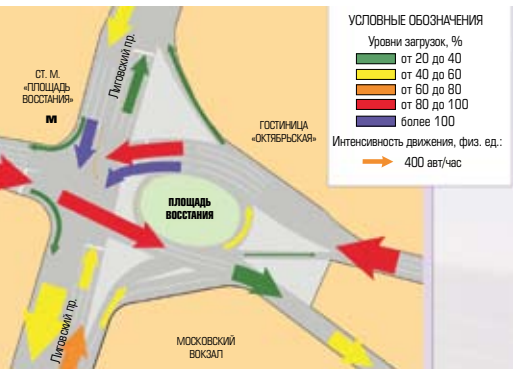 УСЛОВНЫЕ ОБОЗНАЧЕНИЯ
Уровни загрузок, %
от 20 до 40
от 40 до 60
от 60 до 80
от 80 до 100
более 100
Интенсивность движения, физ. ед.:
400 авт/час
Лиговский пр.
СТ. М.
«ПЛОЩАДЬ
ВОССТАНИЯ»
М
ГОСТИНИЦА
«ОКТЯБРЬСКАЯ»
ПЛОЩАДЬ
ВОССТАНИЯ
Лиговский пр.
МОСКОВСКИЙ
ВОКЗАЛ